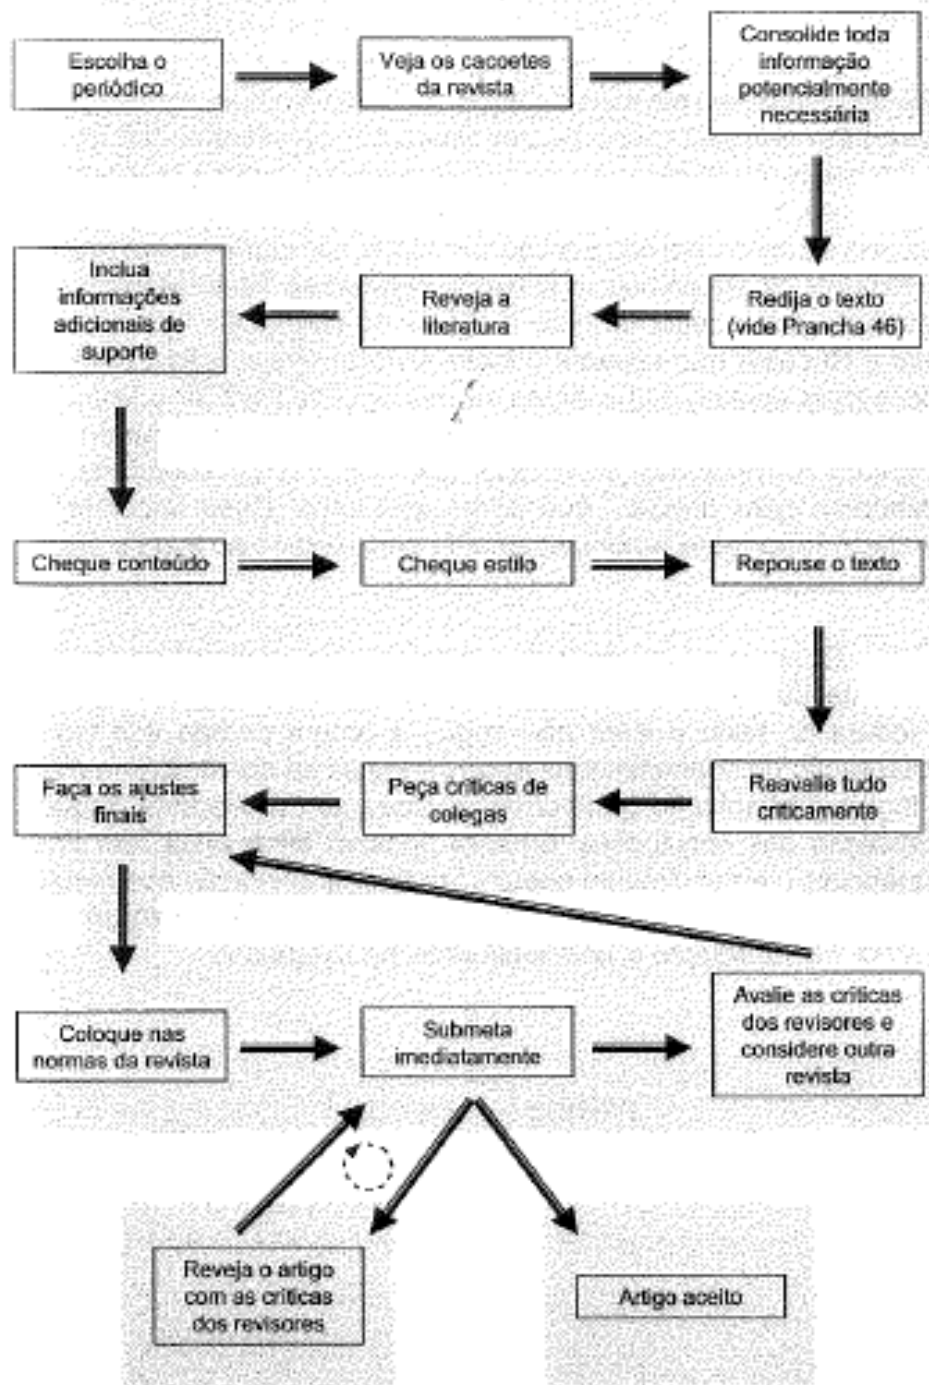 Escolha o
periódico
Veja os cacoetes
da revista
Consolide toda
informação
potencialmente
necessária
Redija o texto
(vide Prancha 46)
Reveja a
literatura
Inclua
informações
adicionais de
suporte
Cheque conteúdo
Cheque estilo
Repouse o texto
Reavalie tudo
criticamente
Peça críticas de
colegas
Faça os ajustes
finais
Coloque nas
normas da revista
Submeta
imediatamente
Avalie as críticas
dos revisores e
considere outra
revista
Reveja o artigo
com as críticas
dos revisores
Artigo aceito